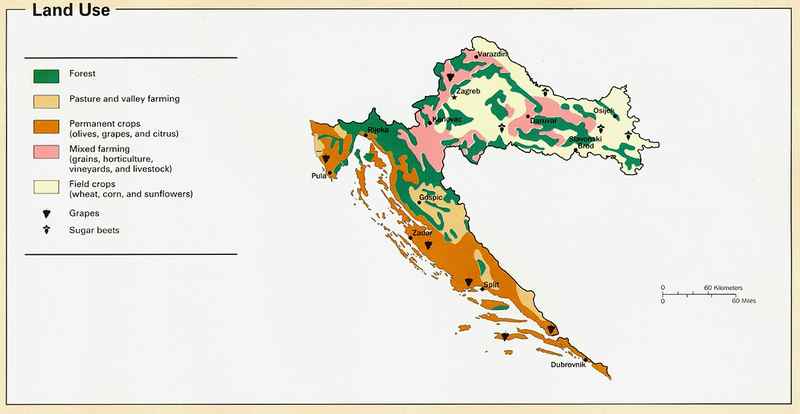 Land Use
Forest
Pasture and valley farming
Permanent crops
(olives, grapes, and citrus)
Mixed farming
(grains, horticulture,
vineyards, and livestock)
Field crops
(wheat, corn, and sunflowers)
Grapes
Sugar beets
Varazdin
Zagreb
Karlovac
Daruvar
Osijek
Slavonski
Brod
Rijeka
Pula
Gospic
Zadar
Split
Dubrovnik
0 60 Kilometers
0 60 Miles